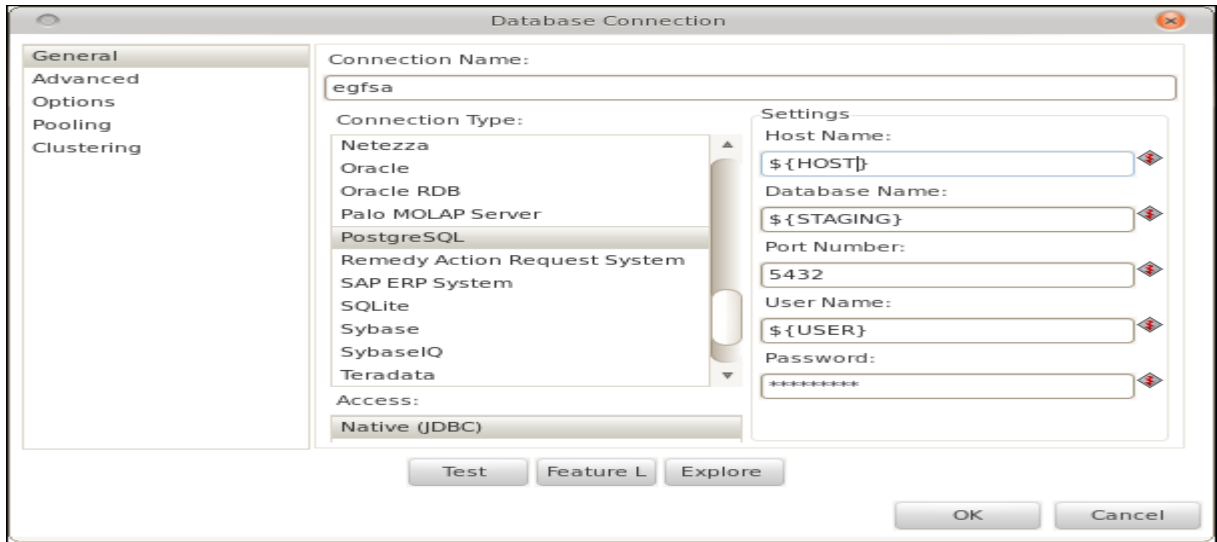 Database Connection
General
Advanced
Options
Pooling
Clustering
Connection Name:
egfsa
Connection Type:
Netezza
Oracle
Oracle RDB
Palo MOLAP Server
PostgreSQL
Remedy Action Request System
SAP ERP System
SQLite
Sybase
SybaseIQ
Teradata
Access:
Native (JDBC)
Settings
Host Name:
${HOST}
Database Name:
${STAGING}
Port Number:
5432
User Name:
${USER}
Password:
*********
Test
Feature L
Explore
OK
Cancel